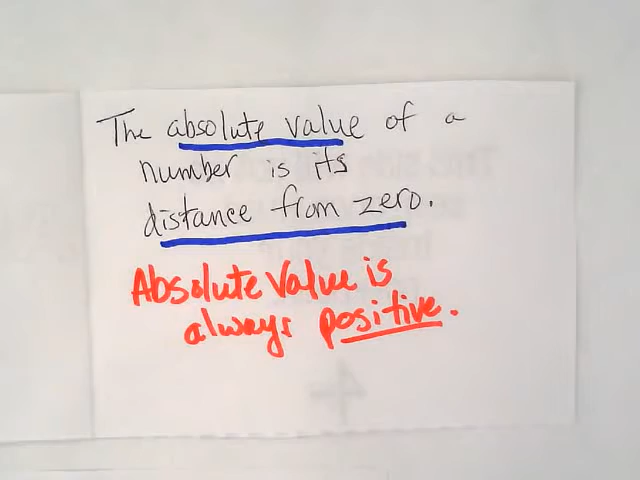 The absolute value of a
number is its
distance from zero.
Absolute Value is
always positive.